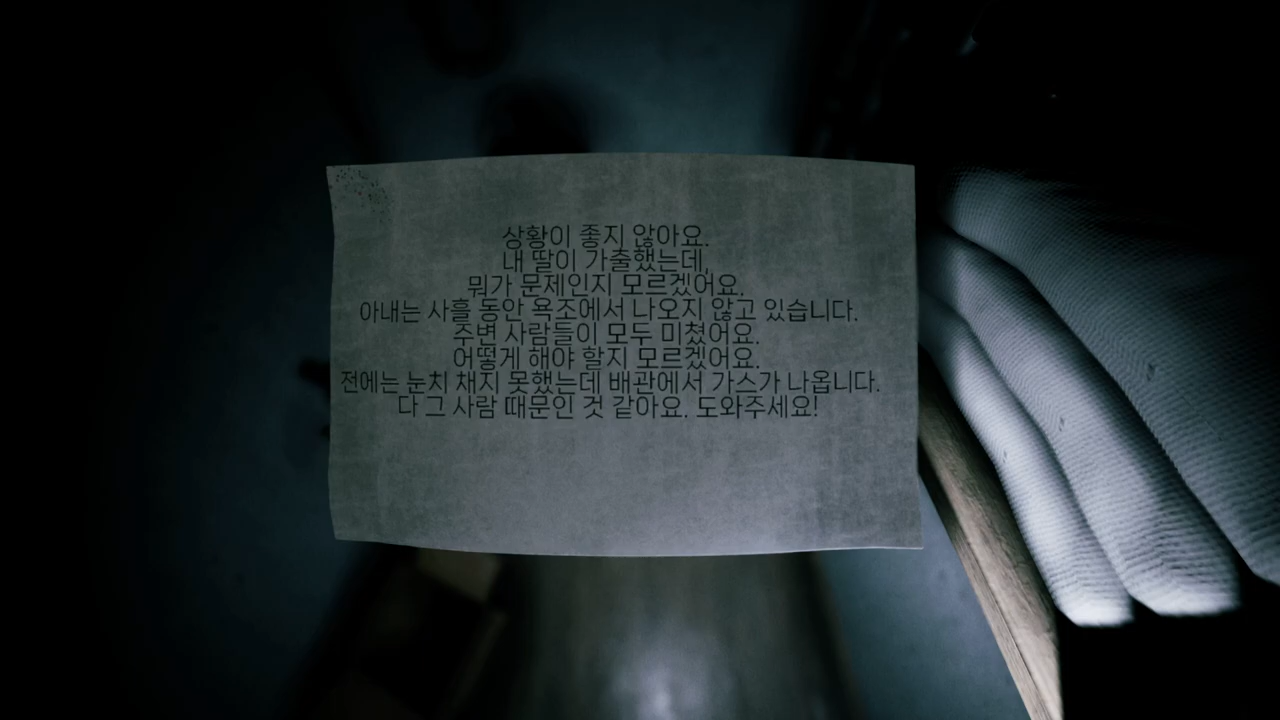 상황이 좋지 않아요.
내 딸이 가출했는데,
뭐가 문제인지 모르겠어요.
아내는 사흘 동안 욕조에서 나오지 않고 있습니다.
주변 사람들이 모두 미쳤어요.
어떻게 해야 할지 모르겠어요.
전에는 눈치 채지 못했는데 배관에서 가스가 나옵니다.
다 그 사람 때문인 것 같아요. 도와주세요!